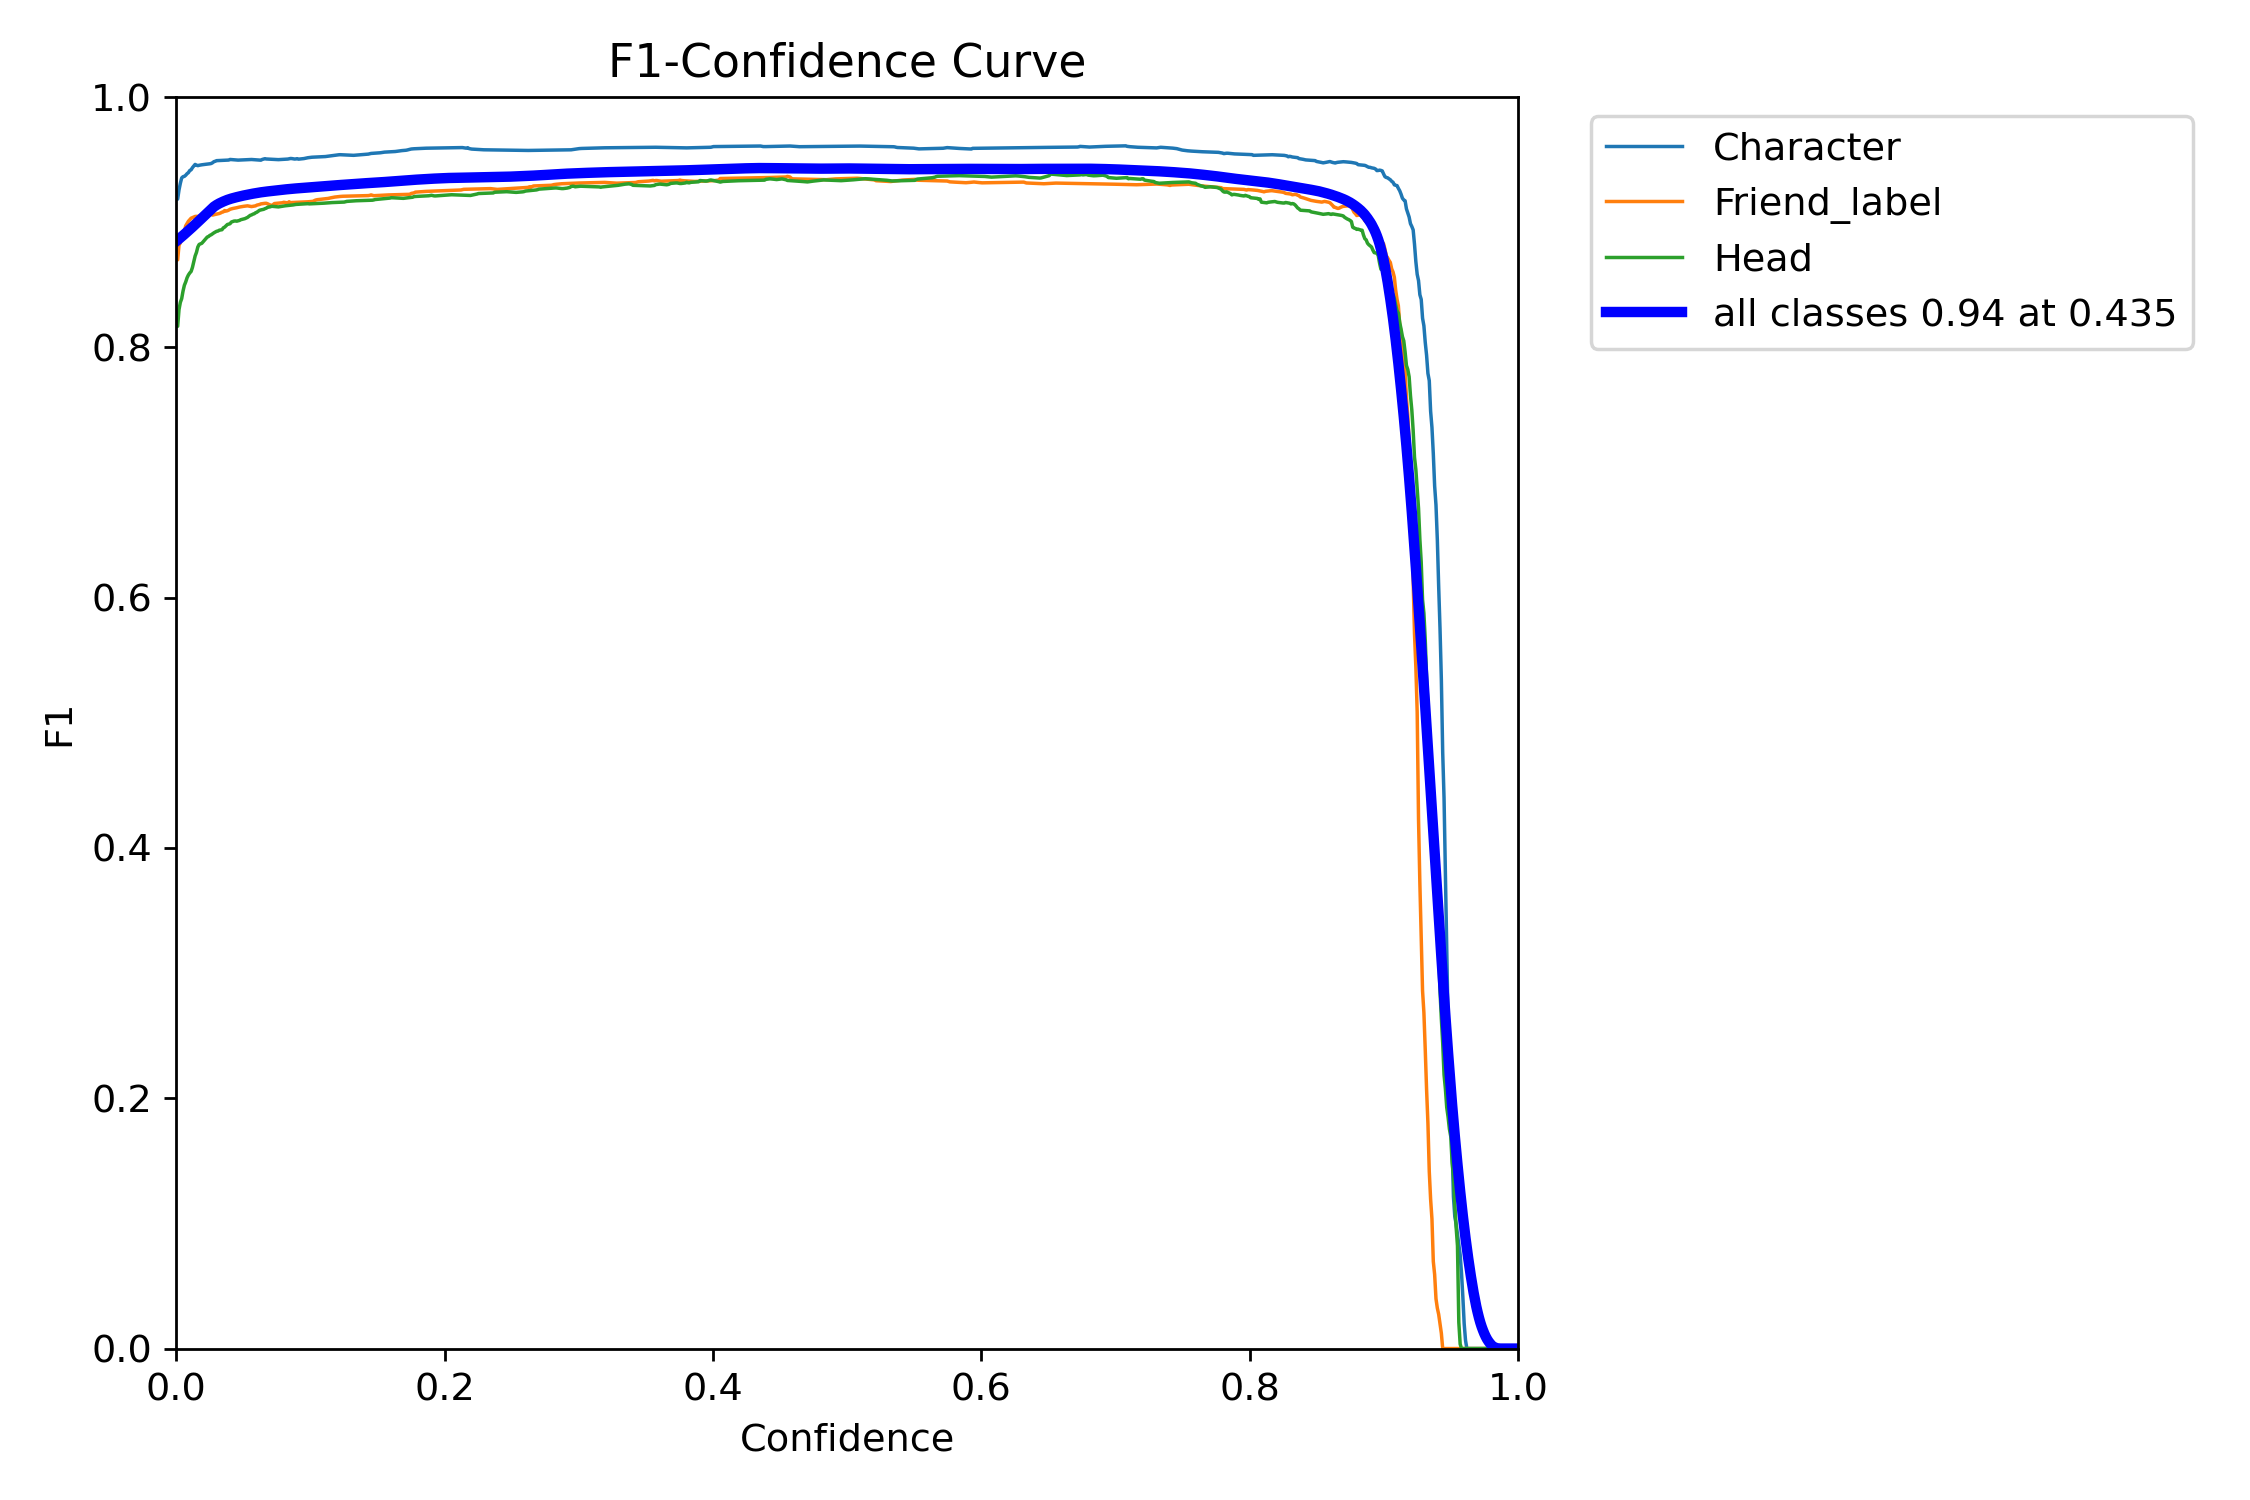 F1-Confidence Curve
Character
Friend_label
Head
all classes 0.94 at 0.435
F1
1.0
0.8
0.6
0.4
0.2
0.0
0.0 0.2 0.4 0.6 0.8 1.0
Confidence